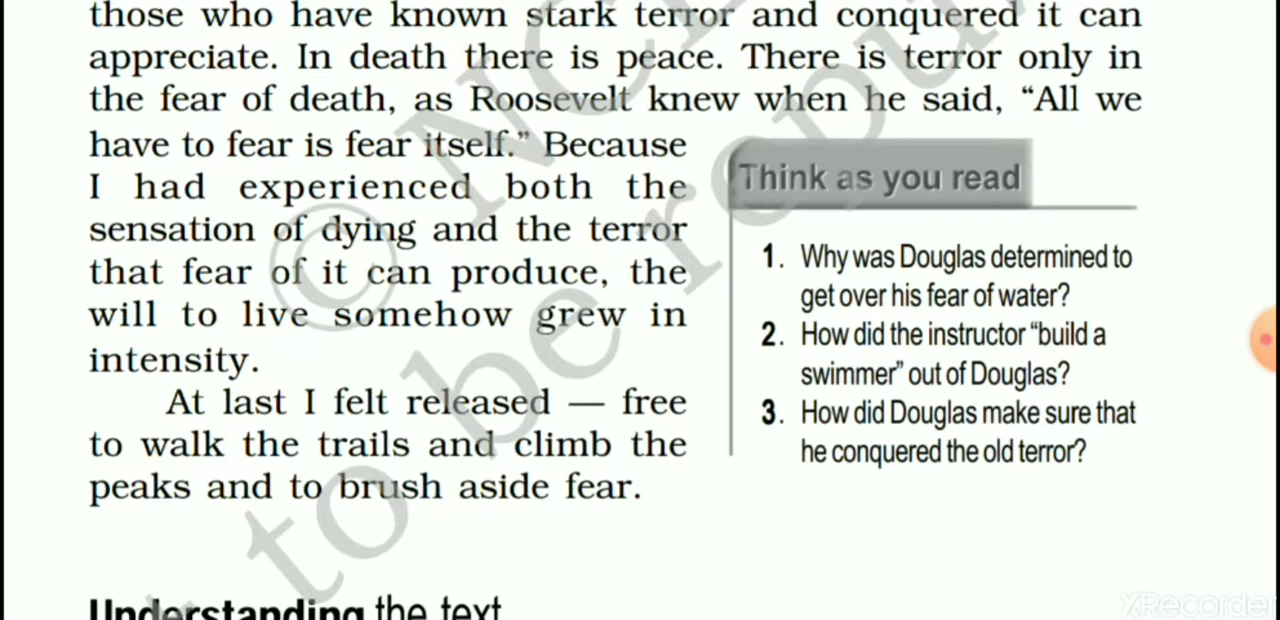 those who have known stark terror and conquered it can
appreciate. In death there is peace. There is terror only in
the fear of death, as Roosevelt knew when he said, “All we
have to fear is fear itself.” Because
I had experienced both the
sensation of dying and the terror
that fear of it can produce, the
will to live somehow grew in
intensity.
At last I felt released — free
to walk the trails and climb the
peaks and to brush aside fear.
Think as you read
1. Why was Douglas determined to
get over his fear of water?
2. How did the instructor “build a
swimmer” out of Douglas?
3. How did Douglas make sure that
he conquered the old terror?
Understanding the text
© NC
to be repu
XRecorder